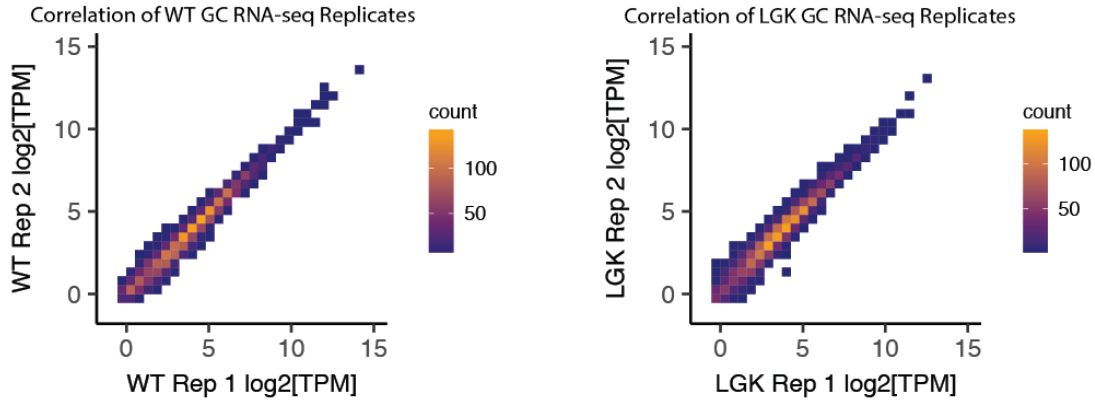 Correlation of WT GC RNA-seq Replicates
15
10
5
0
WT Rep 2 log2[TPM]
0 5 10 15
WT Rep 1 log2[TPM]
count
100
50
Correlation of LGK GC RNA-seq Replicates
15
10
5
0
LGK Rep 2 log2[TPM]
0 5 10 15
LGK Rep 1 log2[TPM]
count
100
50